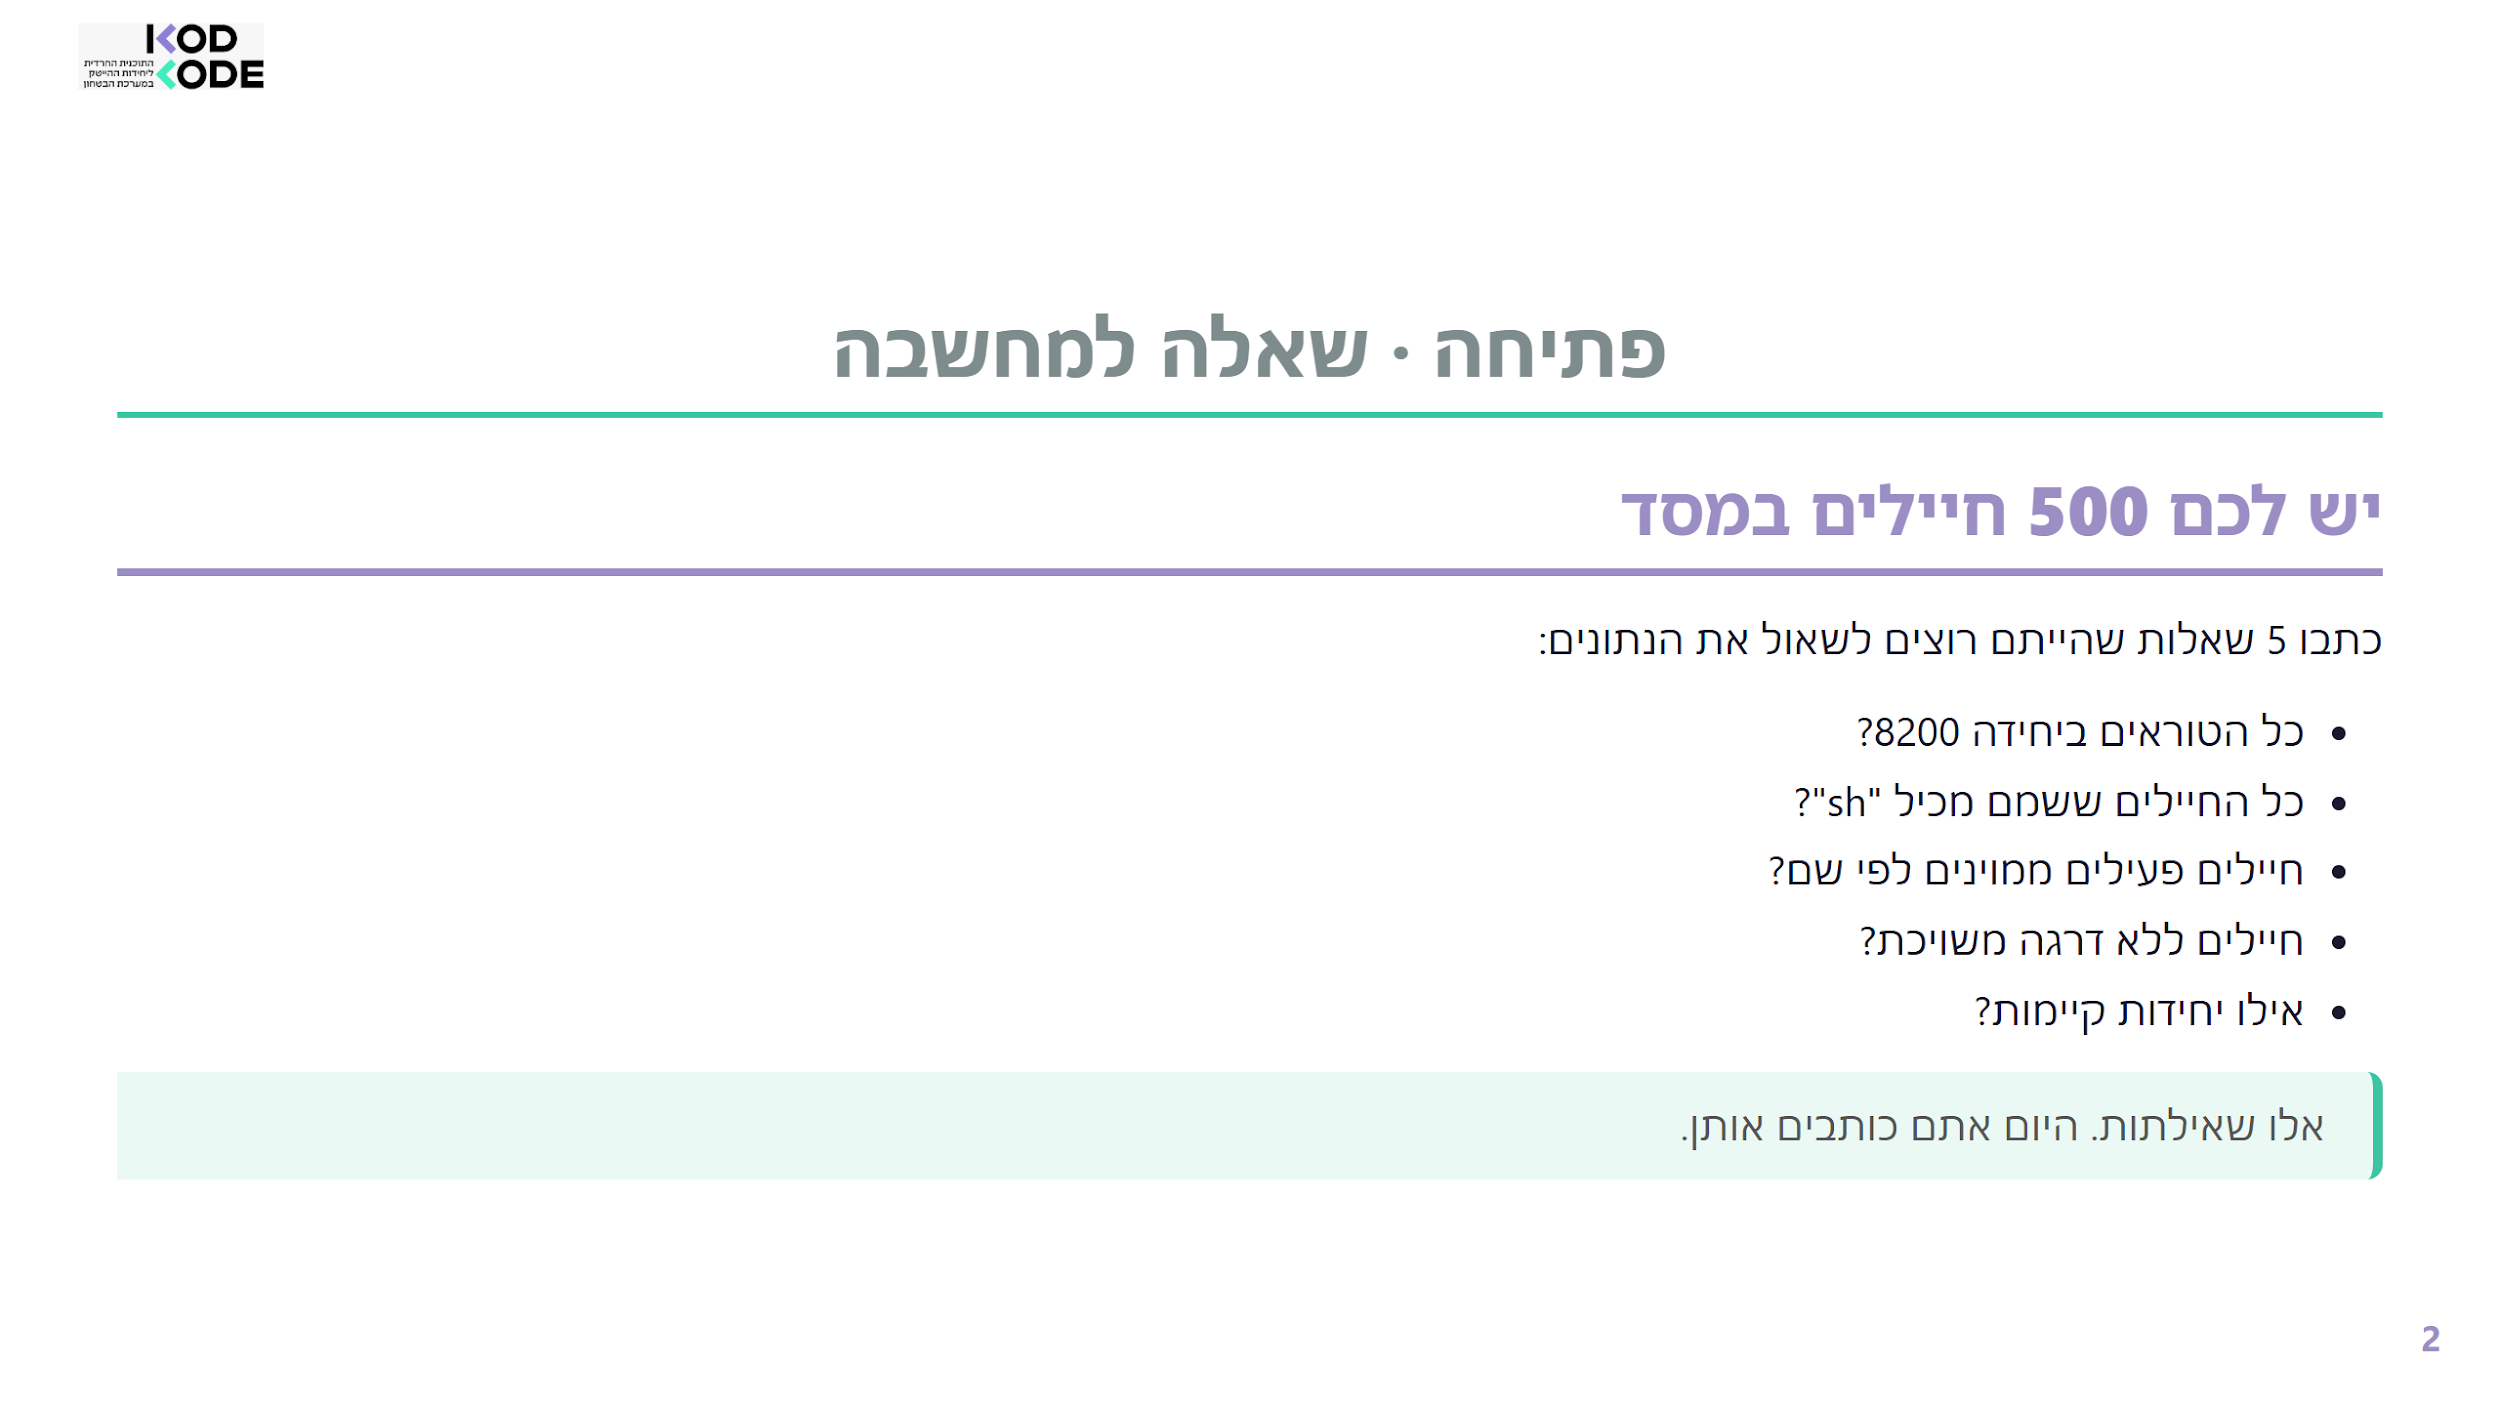 KOD
CODE
התוכנית החרדית
ליחידות ההייטק
במערכת הבטחון
פתיחה · שאלה למחשבה
יש לכם 500 חיילים במסד
כתבו 5 שאלות שהייתם רוצים לשאול את הנתונים:
• כל הטוראים ביחידה 8200?
• כל החיילים ששמם מכיל "sh"?
• חיילים פעילים ממוינים לפי שם?
• חיילים ללא דרגה משויכת?
• אילו יחידות קיימות?
אלו שאילתות. היום אתם כותבים אותן.
2